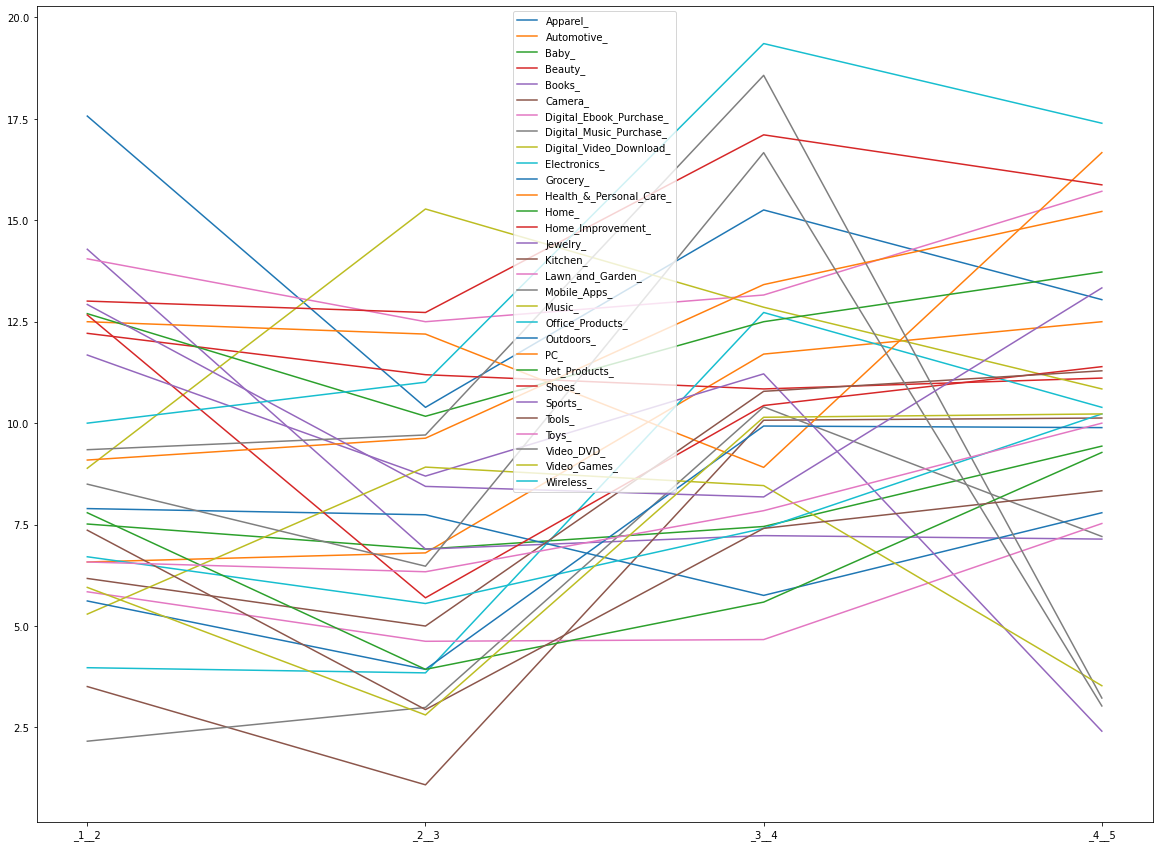 20.0
17.5
15.0
12.5
10.0
7.5
5.0
2.5
Apparel_
Automotive_
Baby_
Beauty_
Books_
Camera_
Digital_Ebook_Purchase_
Digital_Music_Purchase_
Digital_Video_Download_
Electronics_
Grocery_
Health_&_Personal_Care_
Home_
Home_Improvement_
Jewelry_
Kitchen_
Lawn_and_Garden_
Mobile_Apps_
Music_
Office_Products_
Outdoors_
PC_
Pet_Products_
Shoes_
Sports_
Tools_
Toys_
Video_DVD_
Video_Games_
Wireless_
_1__2
_2__3
_3__4
_4__5